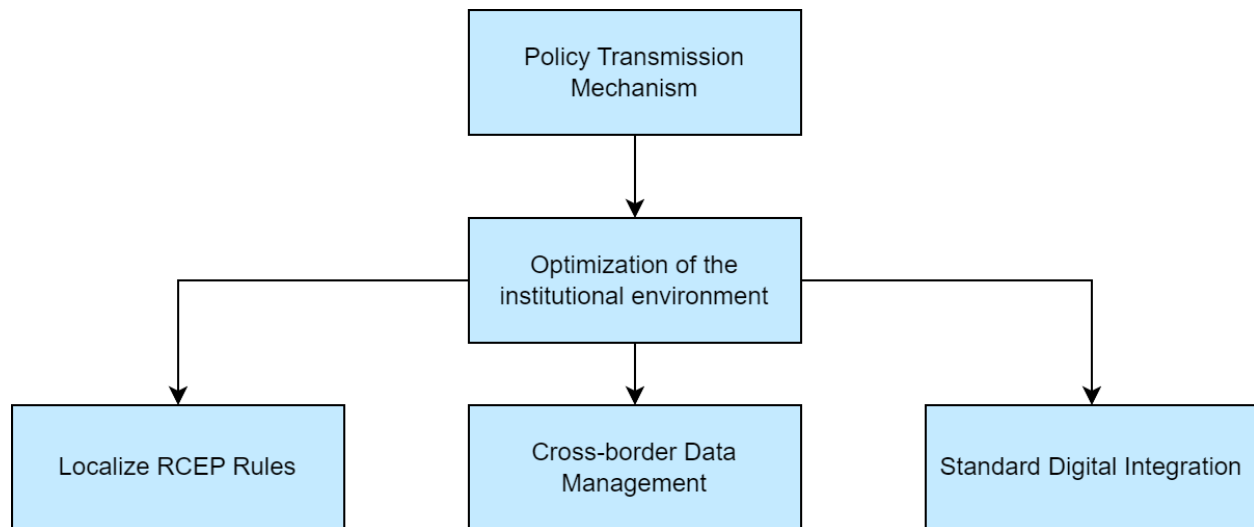 Policy Transmission
Mechanism
Optimization of the
institutional environment
Localize RCEP Rules
Cross-border Data
Management
Standard Digital Integration